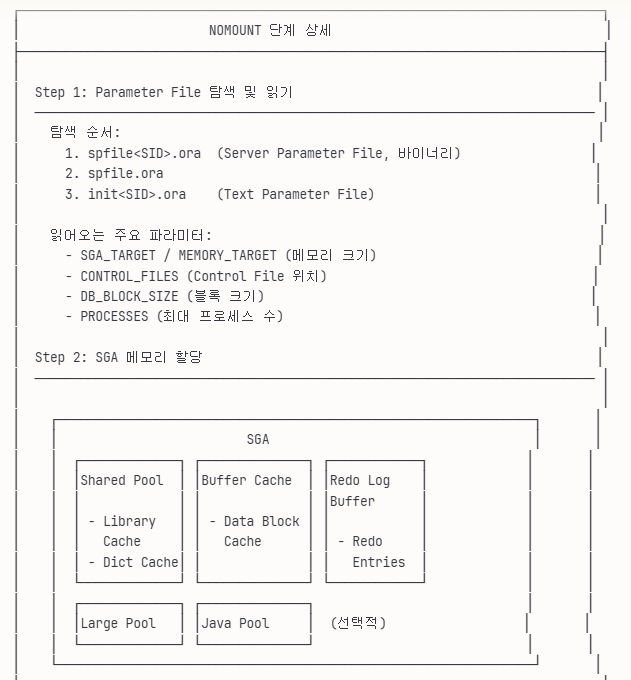 NOMOUNT 단계 상세
Step 1: Parameter File 탐색 및 읽기
탐색 순서:
1. spfile<SID>.ora (Server Parameter File, 바이너리)
2. spfile.ora
3. init<SID>.ora (Text Parameter File)
읽어오는 주요 파라미터:
- SGA_TARGET / MEMORY_TARGET (메모리 크기)
- CONTROL_FILES (Control File 위치)
- DB_BLOCK_SIZE (블록 크기)
- PROCESSES (최대 프로세스 수)
Step 2: SGA 메모리 할당
SGA
Shared Pool
- Library
Cache
- Dict Cache
Buffer Cache
- Data Block
Cache
Redo Log
Buffer
- Redo
Entries
Large Pool
Java Pool
(선택적)